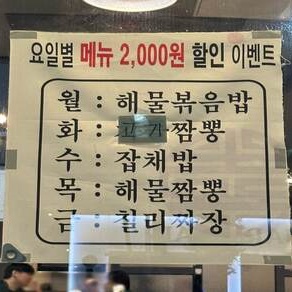 요일별 메뉴 2,000원 할인 이벤트
월 : 해물볶음밥
화 : 고기짬뽕
수 : 잡채밥
목 : 해물짬뽕
금 : 칠리짜장